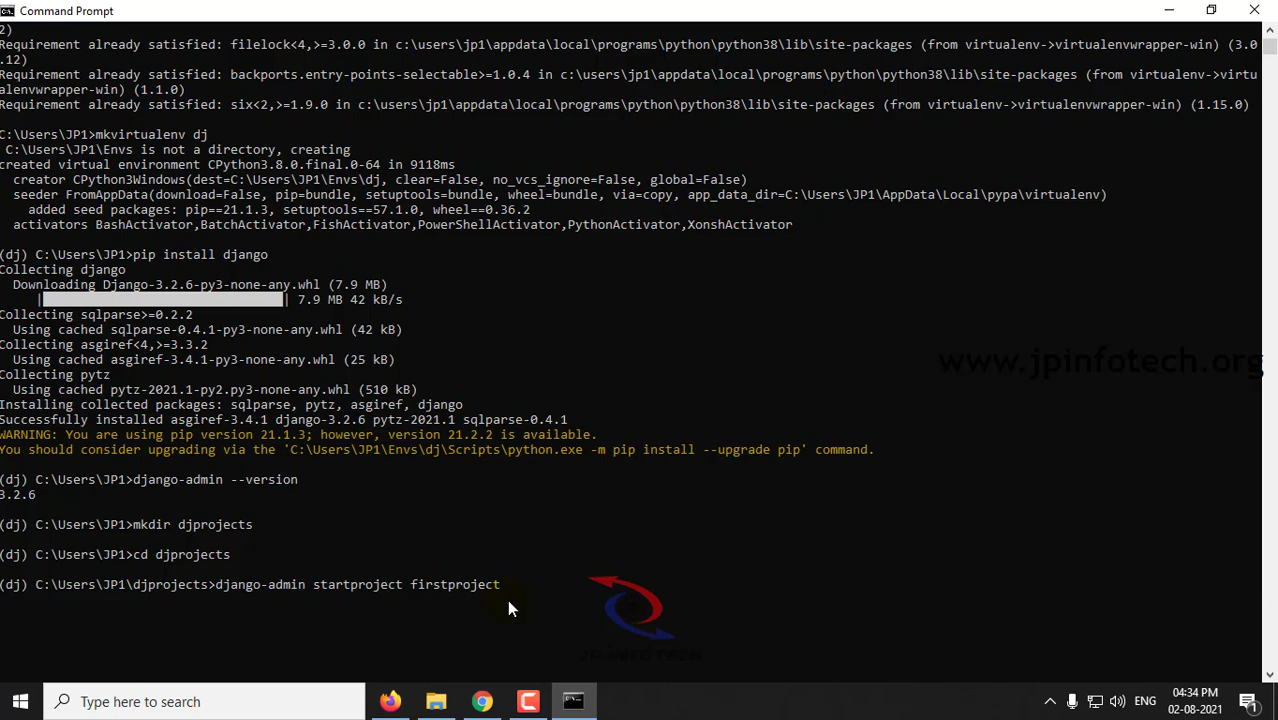 Command Prompt
2)
Requirement already satisfied: filelock<4,>=3.0.0 in c:\users\jp1\appdata\local\programs\python\python38\lib\site-packages (from virtualenv->virtualenvwrapper-win) (3.0
.12)
Requirement already satisfied: backports.entry-points-selectable>=1.0.4 in c:\users\jp1\appdata\local\programs\python\python38\lib\site-packages (from virtualenv->virtu
alenvwrapper-win) (1.1.0)
Requirement already satisfied: six<2,>=1.9.0 in c:\users\jp1\appdata\local\programs\python\python38\lib\site-packages (from virtualenv->virtualenvwrapper-win) (1.15.0)
C:\Users\JP1>mkvirtualenv dj
C:\Users\JP1\Envs is not a directory, creating
created virtual environment CPython3.8.0.final.0-64 in 9118ms
creator CPython3Windows(dest=C:\Users\JP1\Envs\dj, clear=False, no_vcs_ignore=False, global=False)
seeder FromAppData(download=False, pip=bundle, setuptools=bundle, wheel=bundle, via=copy, app_data_dir=C:\Users\JP1\AppData\Local\pypa\virtualenv)
added seed packages: pip==21.1.3, setuptools==57.1.0, wheel==0.36.2
activators BashActivator,BatchActivator,FishActivator,PowerShellActivator,PythonActivator,XonshActivator
(dj) C:\Users\JP1>pip install django
Collecting django
Downloading Django-3.2.6-py3-none-any.whl (7.9 MB)
| | 7.9 MB 42 kB/s
Collecting sqlparse>=0.2.2
Using cached sqlparse-0.4.1-py3-none-any.whl (42 kB)
Collecting asgiref<4,>=3.3.2
Using cached asgiref-3.4.1-py3-none-any.whl (25 kB)
www.jpinfotech.org
Collecting pytz
Using cached pytz-2021.1-py2.py3-none-any.whl (510 kB)
Installing collected packages: sqlparse, pytz, asgiref, django
Successfully installed asgiref-3.4.1 django-3.2.6 pytz-2021.1 sqlparse-0.4.1
WARNING: You are using pip version 21.1.3; however, version 21.2.2 is available.
You should consider upgrading via the 'C:\Users\JP1\Envs\dj\Scripts\python.exe -m pip install --upgrade pip' command.
(dj) C:\Users\JP1>django-admin --version
3.2.6
(dj) C:\Users\JP1>mkdir djprojects
(dj) C:\Users\JP1>cd djprojects
(dj) C:\Users\JP1\djprojects>django-admin startproject firstproject
JP INFOTECH
Type here to search
ENG
04:34 PM
02-08-2021
1